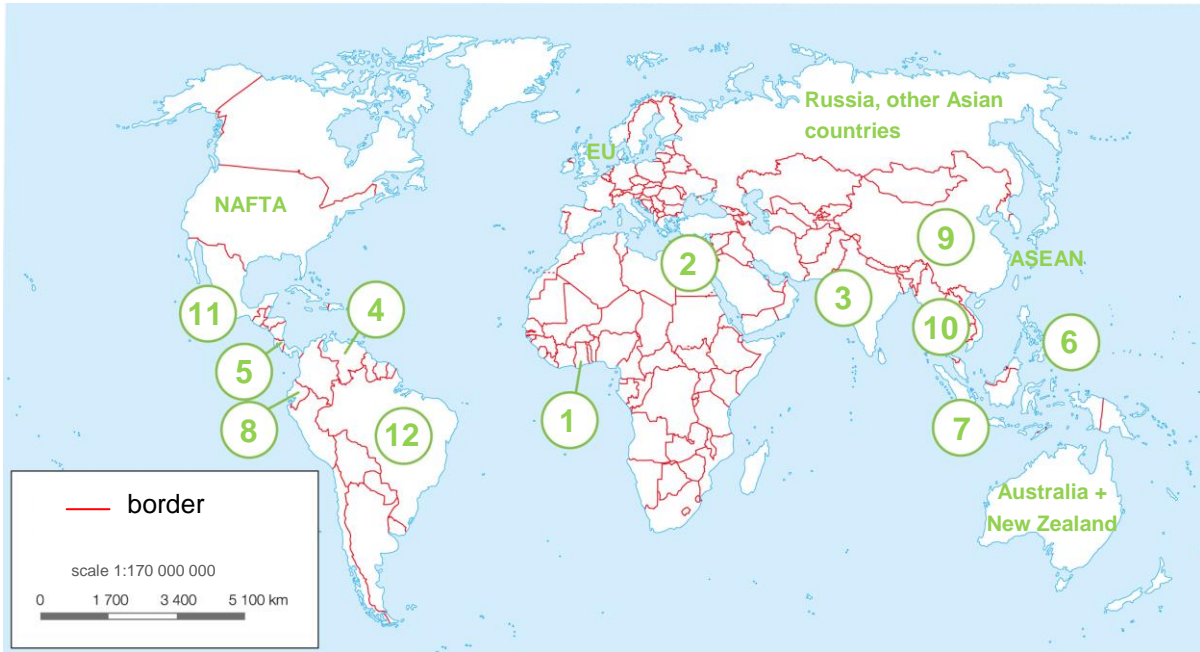 Russia, other Asian
countries
EU
NAFTA
9
ASEAN
2
3
11
4
10
6
5
1
8
12
7
Australia +
New Zealand
border
scale 1:170 000 000
0 1 700 3 400 5 100 km